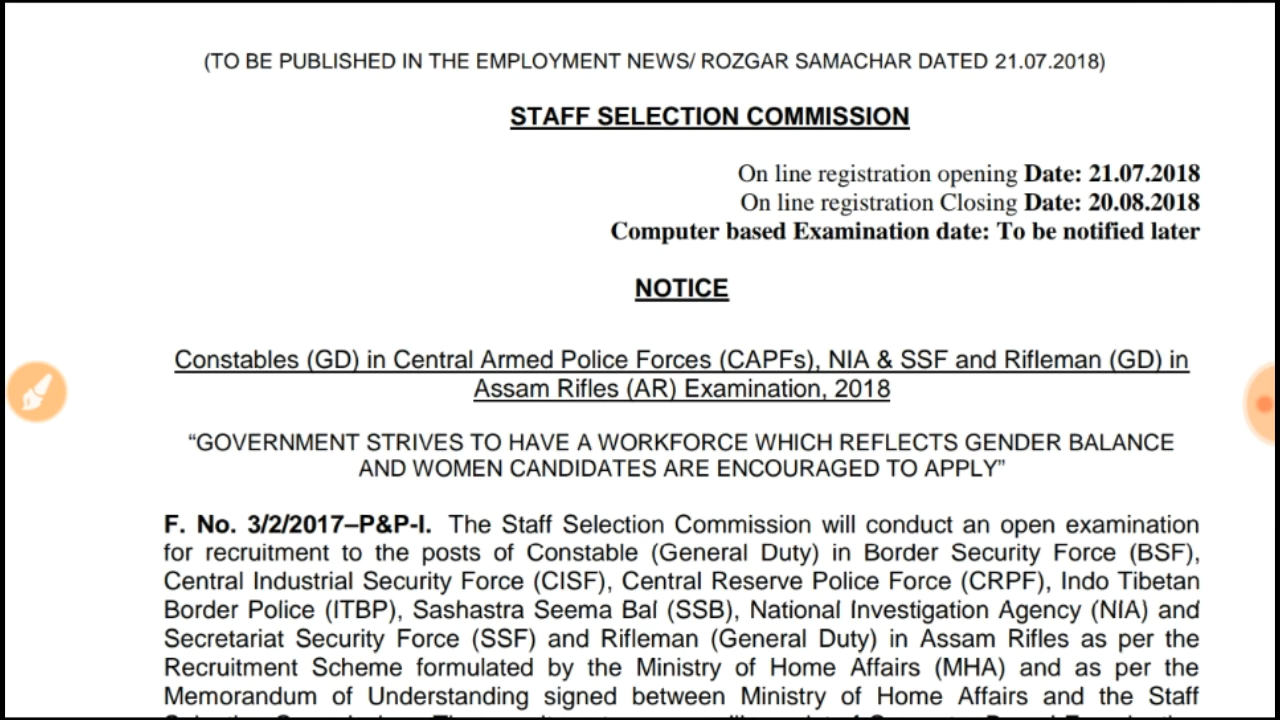 (TO BE PUBLISHED IN THE EMPLOYMENT NEWS/ ROZGAR SAMACHAR DATED 21.07.2018)
STAFF SELECTION COMMISSION
On line registration opening Date: 21.07.2018
On line registration Closing Date: 20.08.2018
Computer based Examination date: To be notified later
NOTICE
Constables (GD) in Central Armed Police Forces (CAPFs), NIA & SSF and Rifleman (GD) in
Assam Rifles (AR) Examination, 2018
“GOVERNMENT STRIVES TO HAVE A WORKFORCE WHICH REFLECTS GENDER BALANCE
AND WOMEN CANDIDATES ARE ENCOURAGED TO APPLY”
F. No. 3/2/2017–P&P-I. The Staff Selection Commission will conduct an open examination
for recruitment to the posts of Constable (General Duty) in Border Security Force (BSF),
Central Industrial Security Force (CISF), Central Reserve Police Force (CRPF), Indo Tibetan
Border Police (ITBP), Sashastra Seema Bal (SSB), National Investigation Agency (NIA) and
Secretariat Security Force (SSF) and Rifleman (General Duty) in Assam Rifles as per the
Recruitment Scheme formulated by the Ministry of Home Affairs (MHA) and as per the
Memorandum of Understanding signed between Ministry of Home Affairs and the Staff